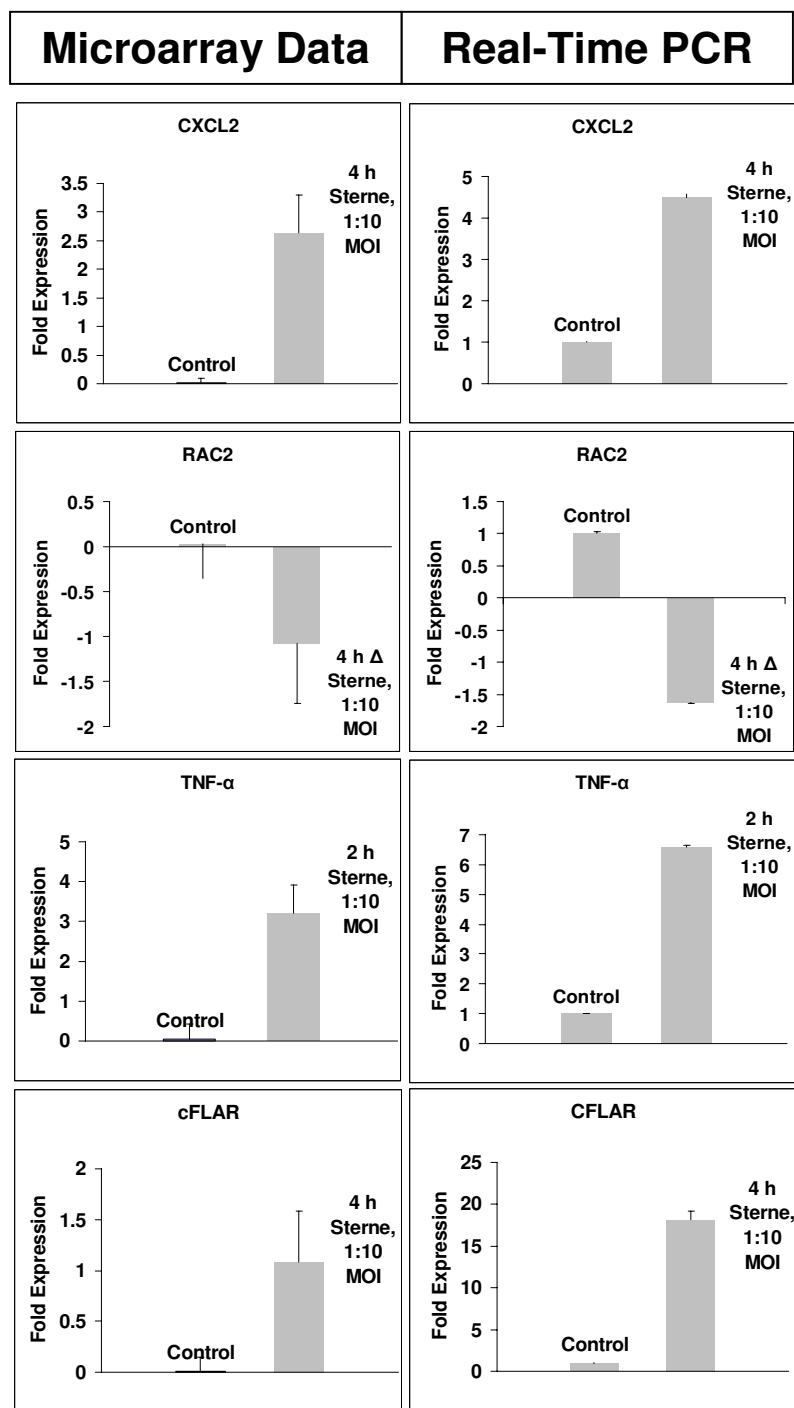 Microarray Data
Real-Time PCR
CXCL2
Fold Expression
3.5
3
2.5
2
1.5
1
0.5
0
Control
4 h
Sterne,
1:10
MOI
CXCL2
Fold Expression
5
4
3
2
1
0
Control
4h
Sterne,
1:10
MOI
RAC2
Fold Expression
0.5
0
-0.5
-1
-1.5
-2
Control
4 h Δ
Sterne,
1:10
MOI
RAC2
Fold Expression
1.5
1
0.5
0
-0.5
-1
-1.5
-2
Control
4 h Δ
Sterne,
1:10
MOI
TNF-α
Fold Expression
5
4
3
2
1
0
Control
2 h
Sterne,
1:10
MOI
TNF-α
Fold Expression
7
6
5
4
3
2
1
0
Control
2 h
Sterne,
1:10
MOI
cFLAR
Fold Expression
2
1.5
1
0.5
0
Control
4 h
Sterne,
1:10
MOI
CFLAR
Fold Expression
25
20
15
10
5
0
Control
4 h
Sterne,
1:10
MOI